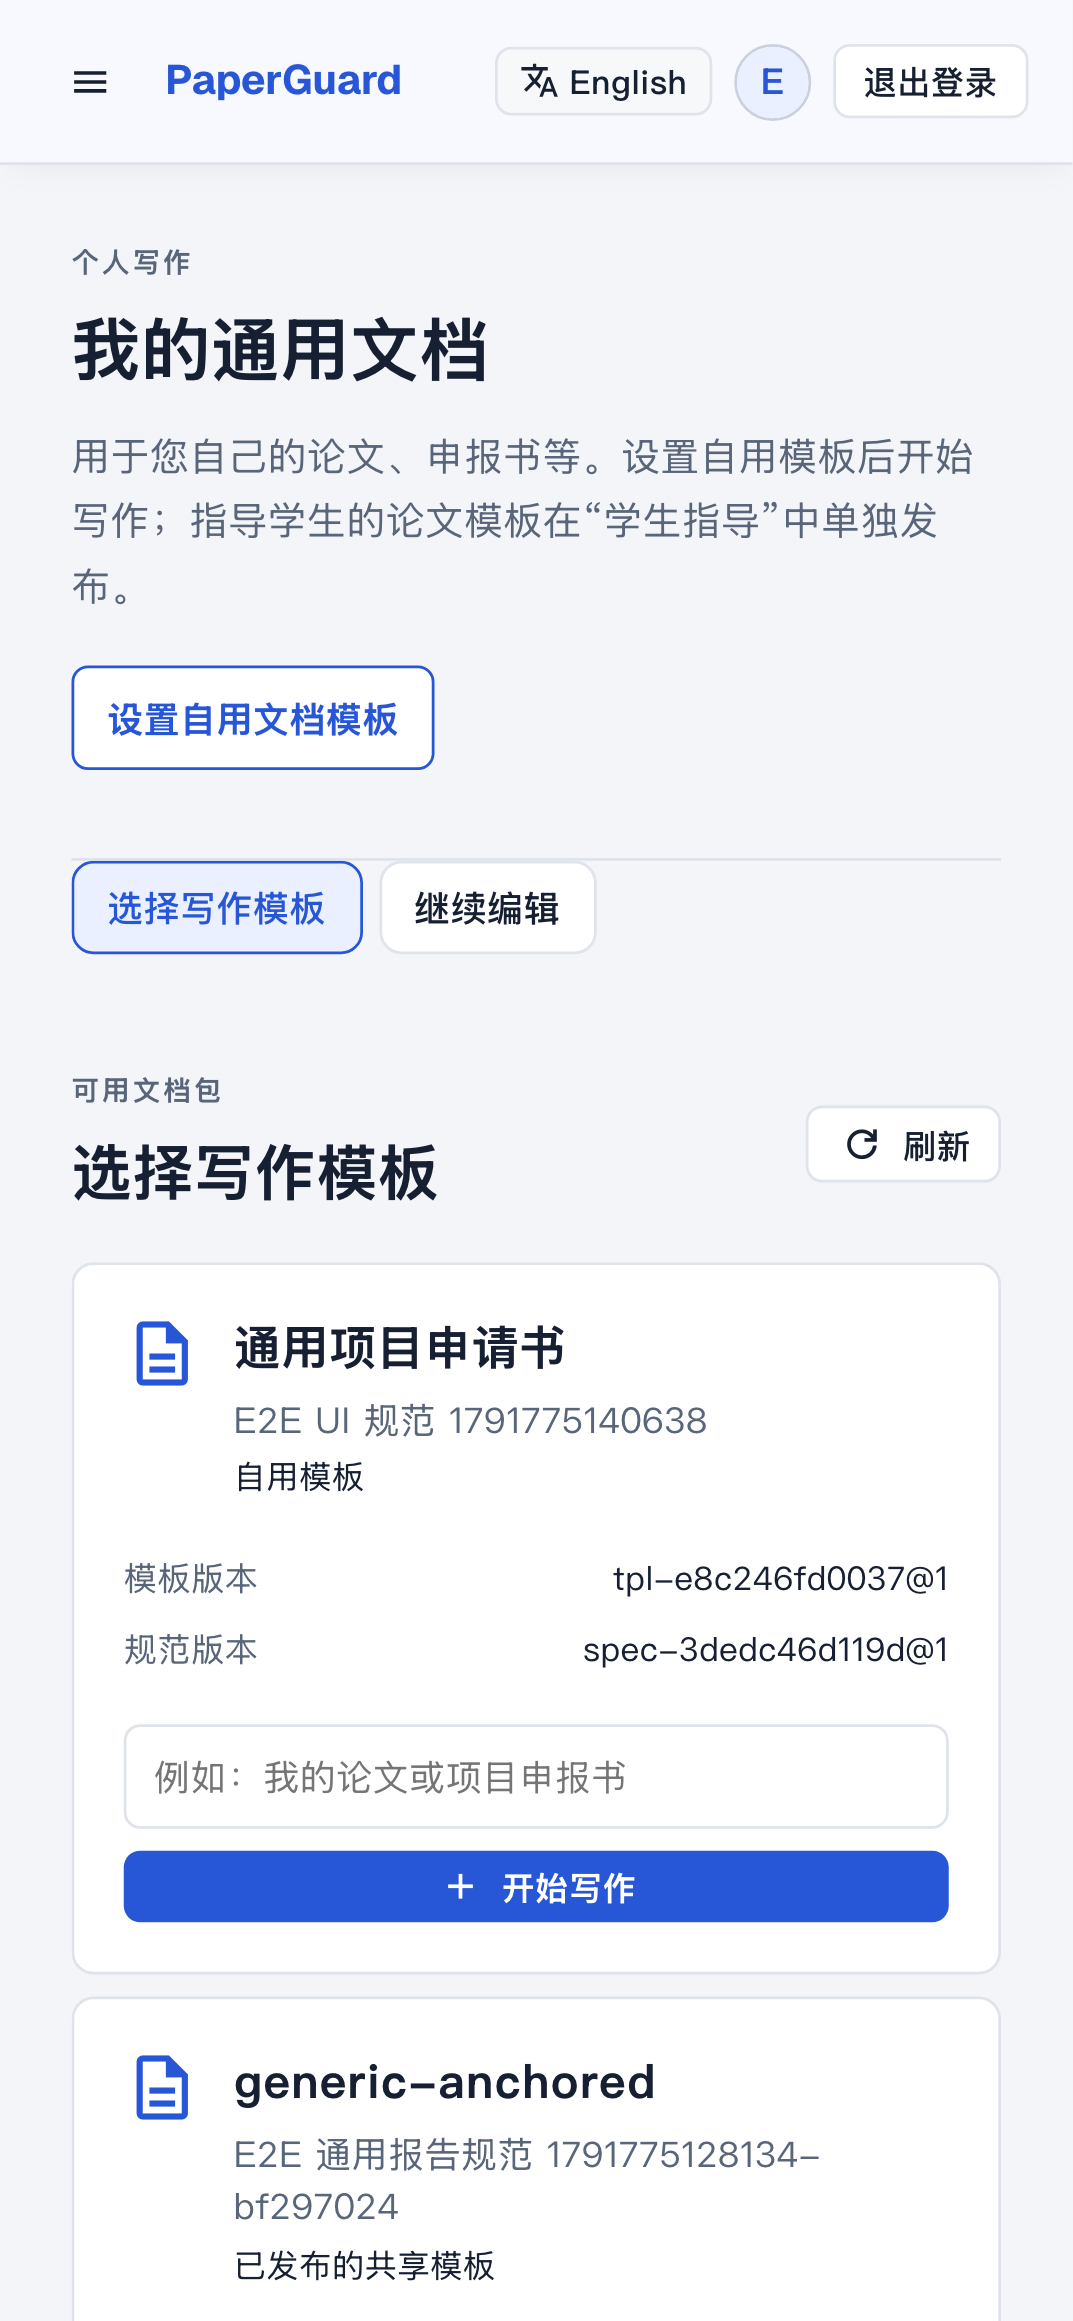 PaperGuard
English
E
退出登录
个人写作
我的通用文档
用于您自己的论文、申报书等。设置自用模板后开始
写作；指导学生的论文模板在“学生指导”中单独发
布。
设置自用文档模板
选择写作模板
继续编辑
可用文档包
选择写作模板
刷新
通用项目申请书
E2E UI 规范 1791775140638
自用模板
模板版本 tpl-e8c246fd0037@1
规范版本 spec-3dedc46d119d@1
例如：我的论文或项目申报书
+ 开始写作
generic-anchored
E2E 通用报告规范 1791775128134-
bf297024
已发布的共享模板